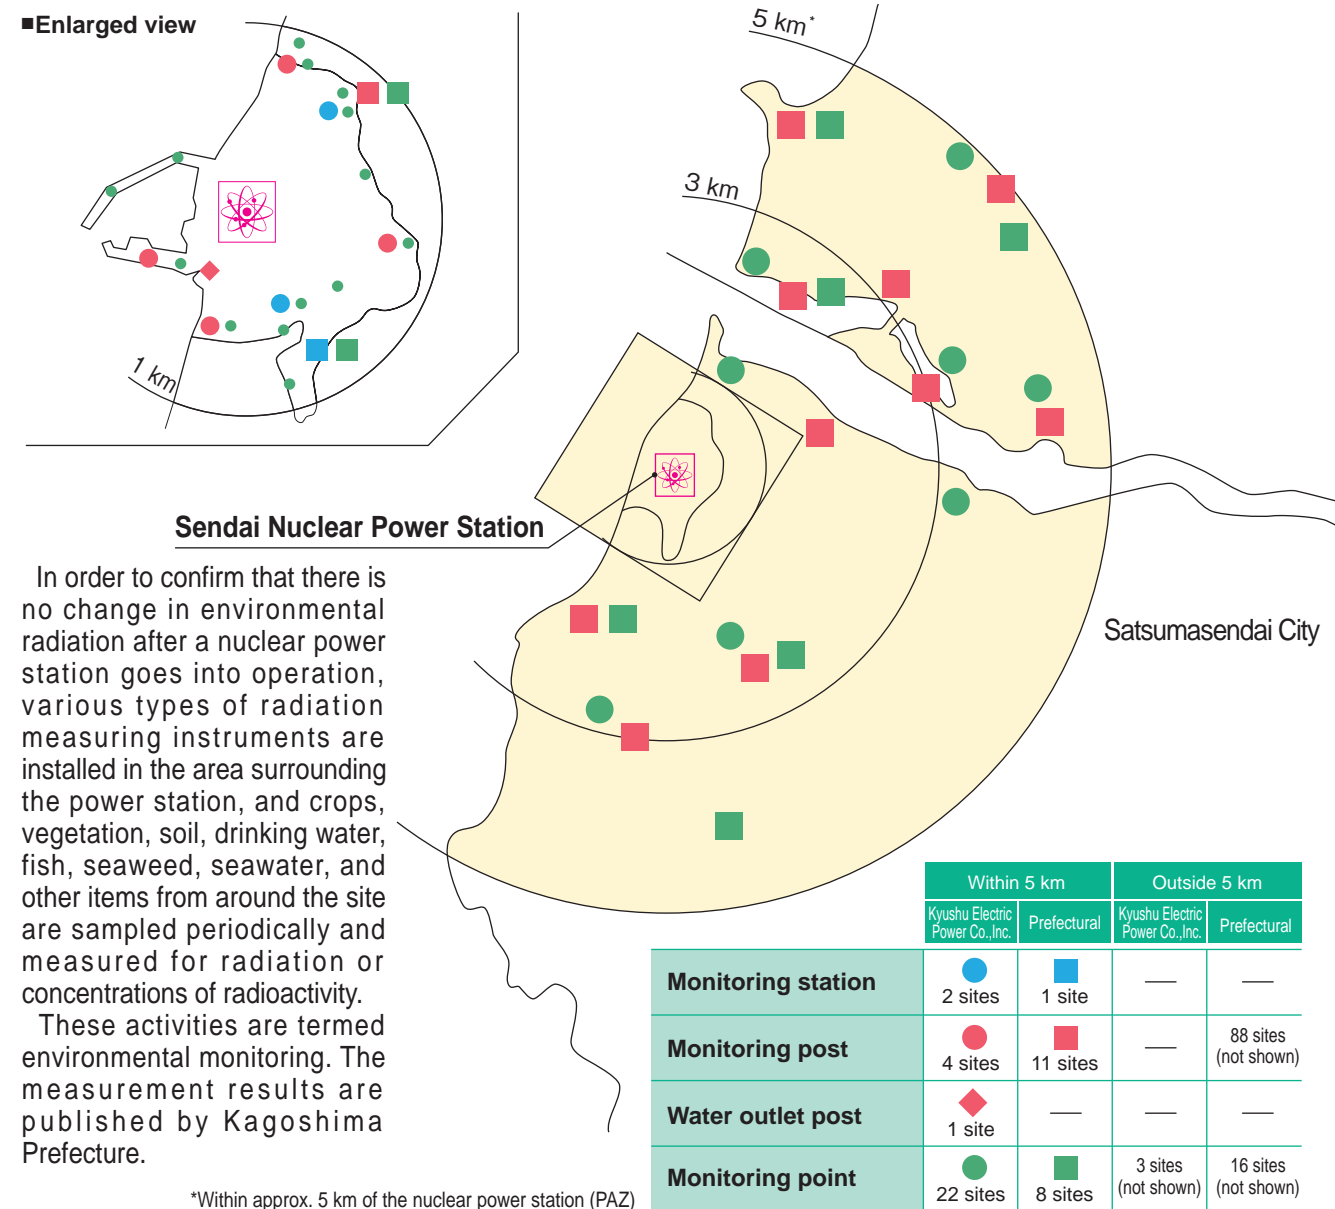 ■Enlarged view
1 km
5 km*
3 km
Sendai Nuclear Power Station
Satsumasendai City
In order to confirm that there is
no change in environmental
radiation after a nuclear power
station goes into operation,
various types of radiation
measuring instruments are
installed in the area surrounding
the power station, and crops,
vegetation, soil, drinking water,
fish, seaweed, seawater, and
other items from around the site
are sampled periodically and
measured for radiation or
concentrations of radioactivity.
These activities are termed
environmental monitoring. The
measurement results are
published by Kagoshima
Prefecture.
*Within approx. 5 km of the nuclear power station (PAZ)
Within 5 km Outside 5 km
Kyushu Electric
Power Co.,Inc.
Prefectural
Kyushu Electric
Power Co.,Inc.
Prefectural
Monitoring station
2 sites
1 site
—
—
Monitoring post
4 sites
11 sites
—
88 sites
(not shown)
Water outlet post
1 site
—
—
—
Monitoring point
22 sites
8 sites
3 sites
(not shown)
16 sites
(not shown)